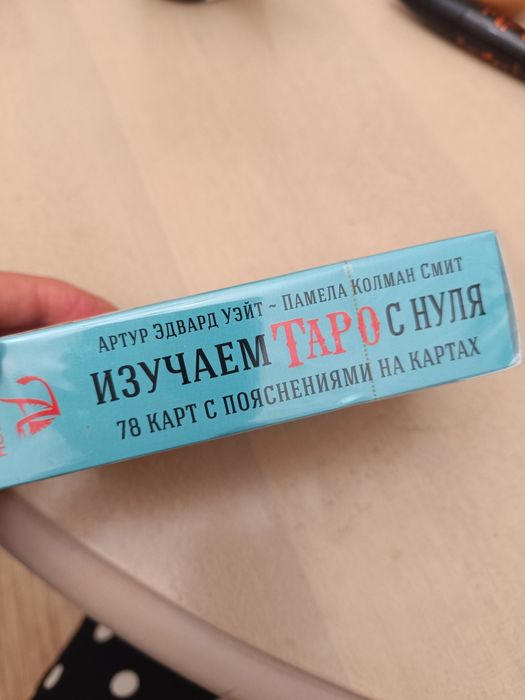 Артур Эдвард Уэйт ~ Памела Колман Смит
ИЗУЧАЕМ ТАРО С НУЛЯ
78 КАРТ С ПОЯСНЕНИЯМИ НА КАРТАХ